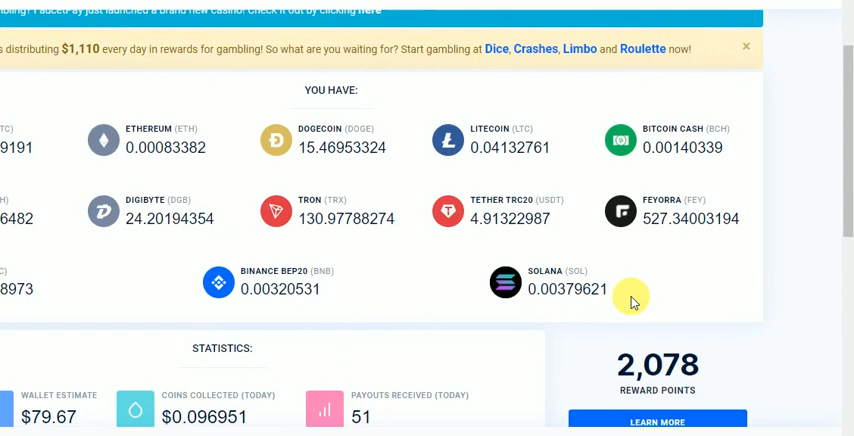 mbling? FaucetPay just launched a brand new casino! Check it out by clicking here
s distributing $1,110 every day in rewards for gambling! So what are you waiting for? Start gambling at Dice, Crashes, Limbo and Roulette now! ×
YOU HAVE:
TC) ETHEREUM (ETH) DOGECOIN (DOGE) LITECOIN (LTC) BITCOIN CASH (BCH)
9191 0.00083382 15.46953324 0.04132761 0.00140339
H) DIGIBYTE (DGB) TRON (TRX) TETHER TRC20 (USDT) FEYORRA (FEY)
6482 24.20194354 130.97788274 4.91322987 527.34003194
C) BINANCE BEP20 (BNB) SOLANA (SOL)
8973 0.00320531 0.00379621
STATISTICS:
2,078
REWARD POINTS
WALLET ESTIMATE COINS COLLECTED (TODAY) PAYOUTS RECEIVED (TODAY)
$79.67 $0.096951 51
LEARN MORE